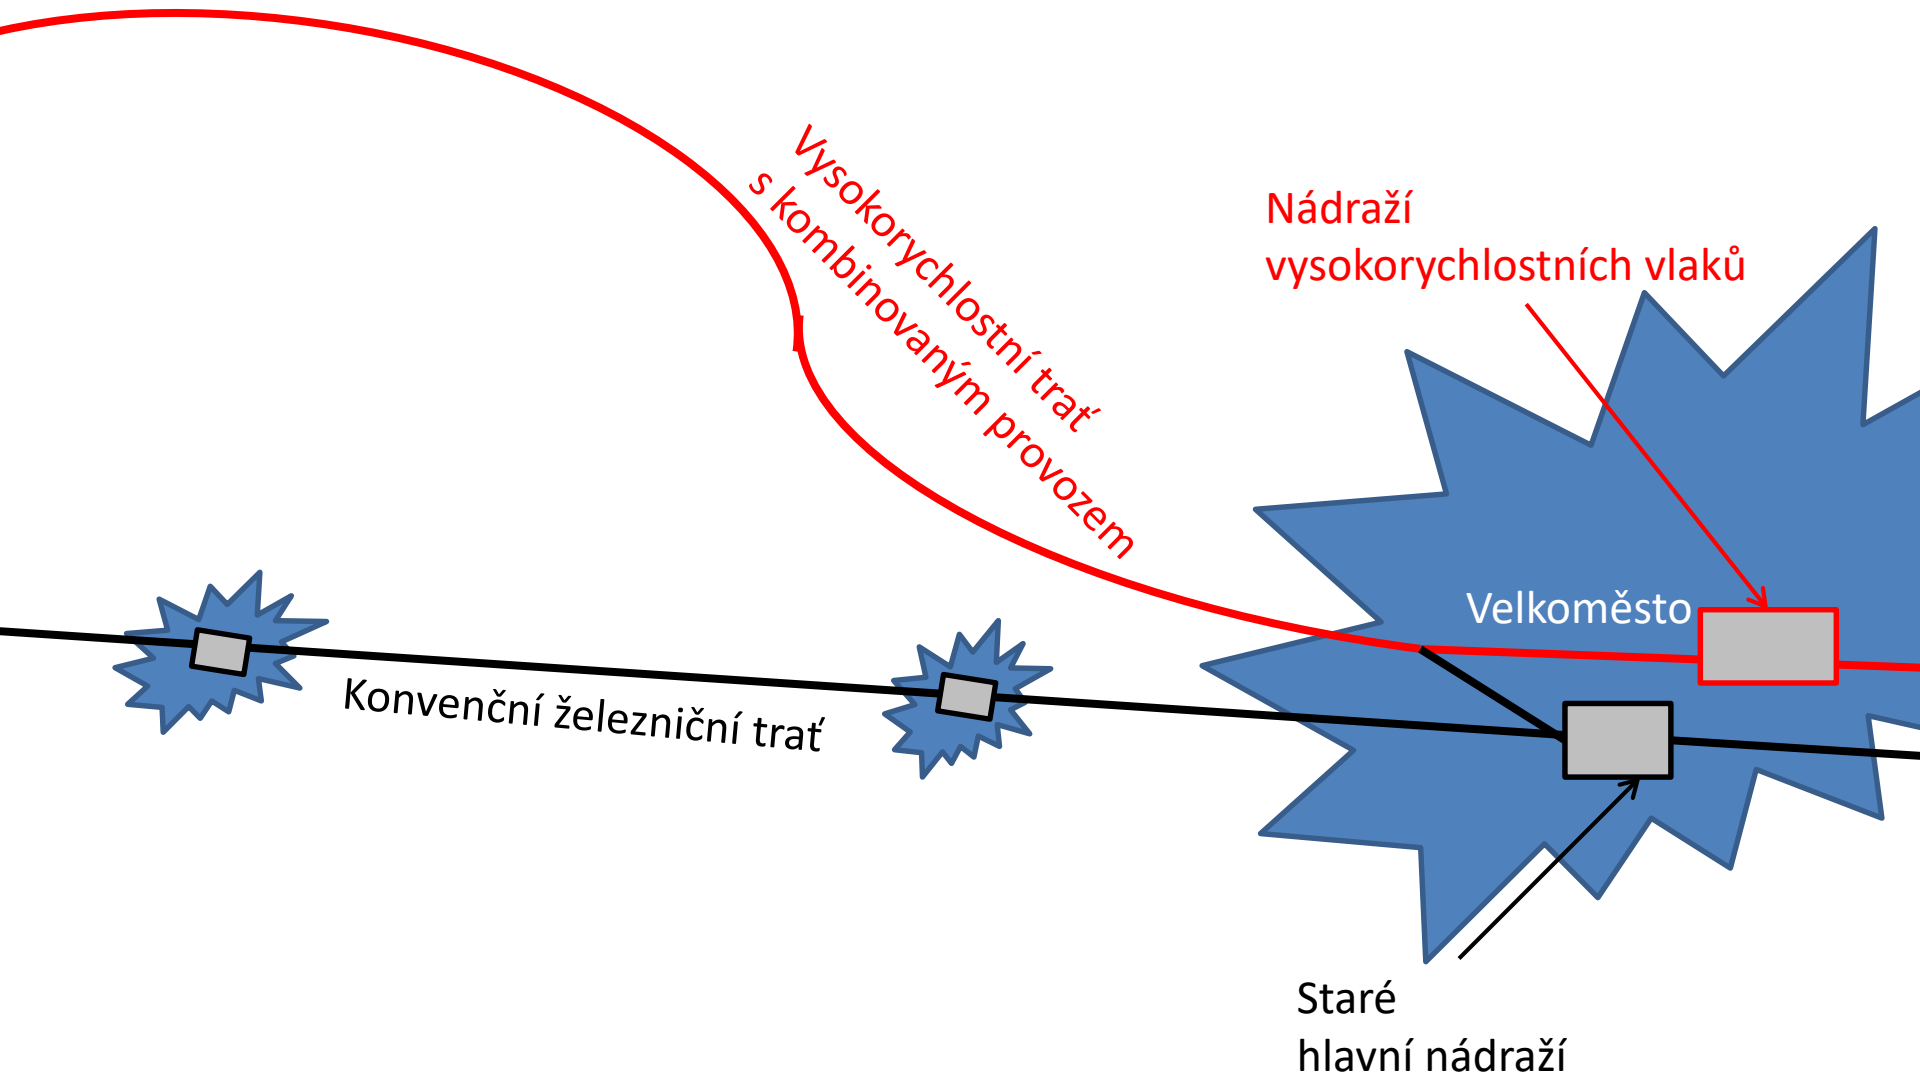 Vysokorychlostní trať
s kombinovaným provozem
Nádraží
vysokorychlostních vlaků
Velkoměsto
Konvenční železniční trať
Staré
hlavní nádraží